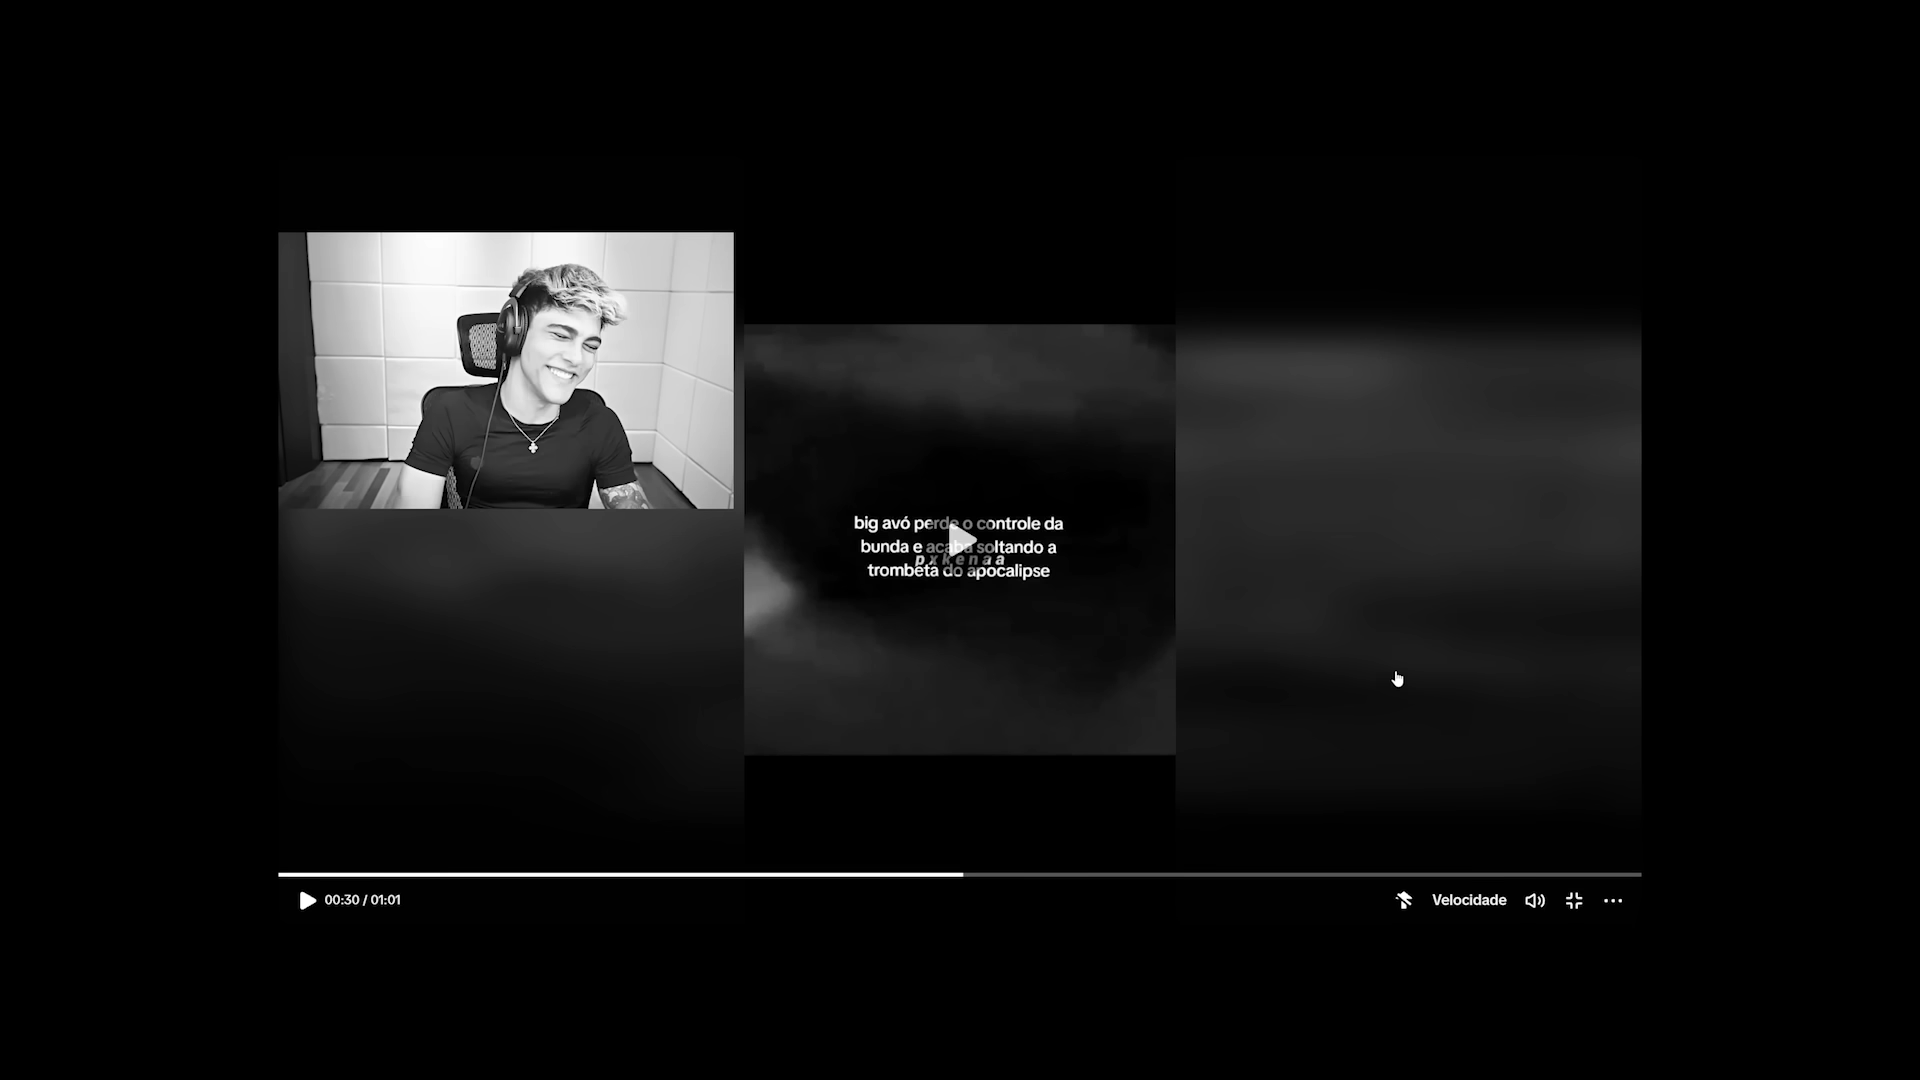 big avó perde o controle da
bunda e acaba soltando a
pxkenaa
trombeta do apocalipse
00:30 / 01:01
Velocidade